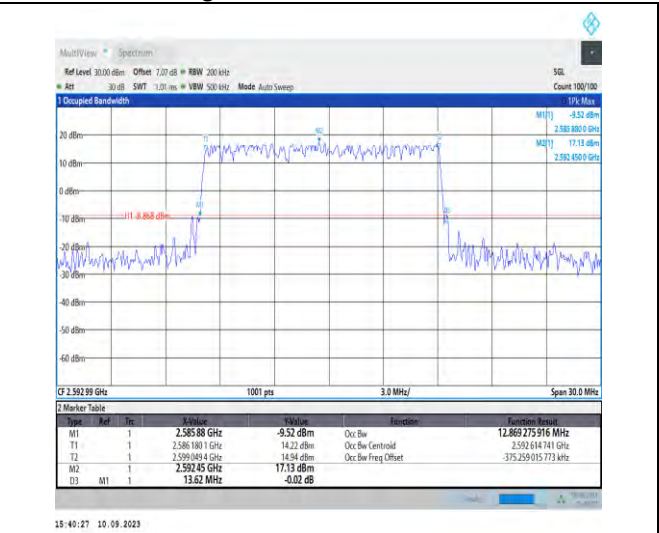 MultiView Spectrum
Ref Level 30.00 dBm Offset 7.07 dB RBW 200 kHz SGL
Att 30 dB SWT 1.01 ms VBW 500 kHz Mode Auto Sweep Count 100/100
1 Occupied Bandwidth 1Pk Max
M1[1] -9.52 dBm
2.585 880 0 GHz
M2[1] 17.13 dBm
2.592 450 0 GHz
20 dBm
10 dBm
0 dBm
-10 dBm
H1 -8.868 dBm
-20 dBm
-30 dBm
-40 dBm
-50 dBm
-60 dBm
T1
M2
M1
D3
CF 2.592 99 GHz 1001 pts 3.0 MHz/ Span 30.0 MHz
2 Marker Table
Type Ref Trc X-Value Y-Value Function Function Result
M1 1 2.585 88 GHz -9.52 dBm Occ Bw 12.869 275 916 MHz
T1 1 2.586 180 1 GHz 14.22 dBm Occ Bw Centroid 2.592 614 741 GHz
T2 1 2.599 049 4 GHz 14.94 dBm Occ Bw Freq Offset -375.259 015 773 kHz
M2 1 2.592 45 GHz 17.13 dBm
D3 M1 1 13.62 MHz -0.02 dB
15:40:27 10.09.2023